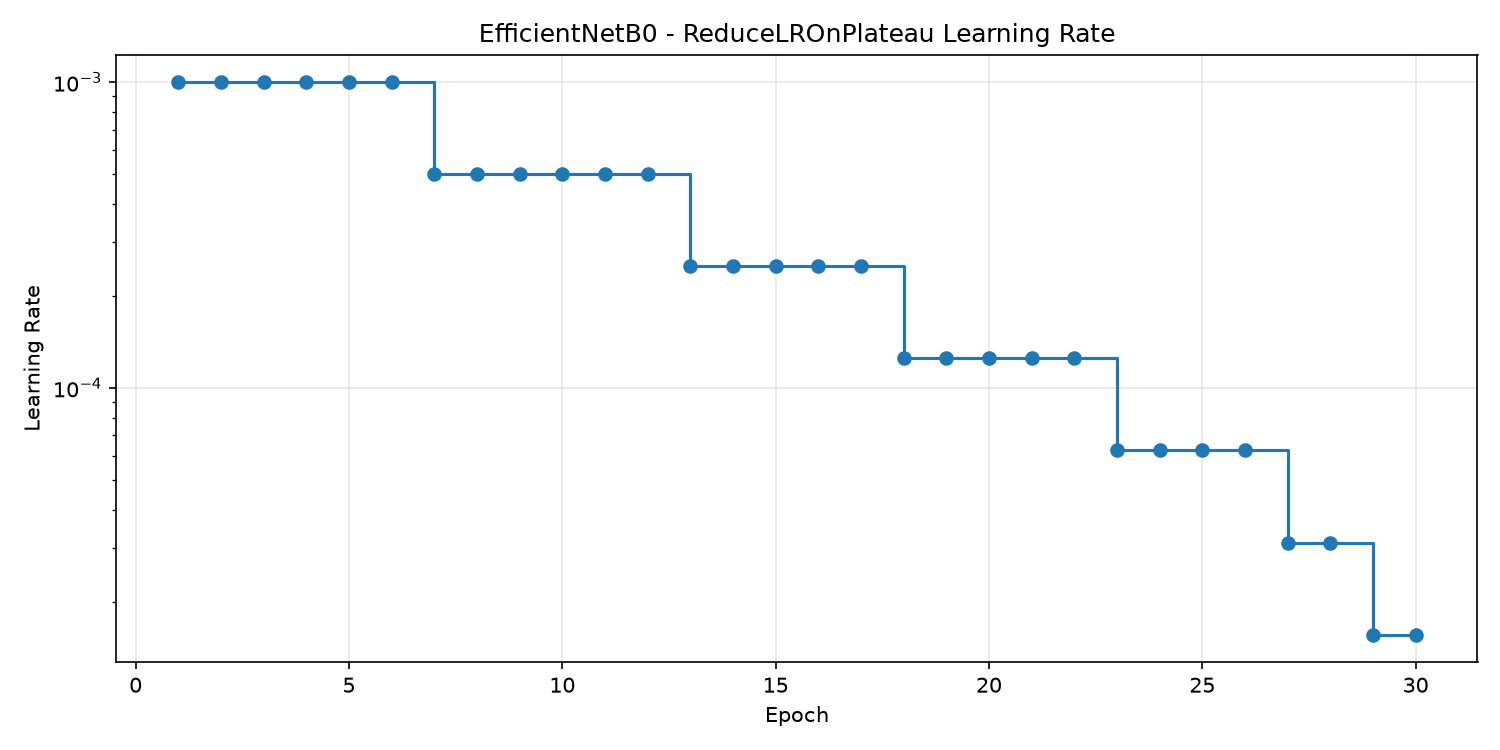 EfficientNetB0 - ReduceLROnPlateau Learning Rate
10⁻³
10⁻⁴
Learning Rate
0 5 10 15 20 25 30
Epoch